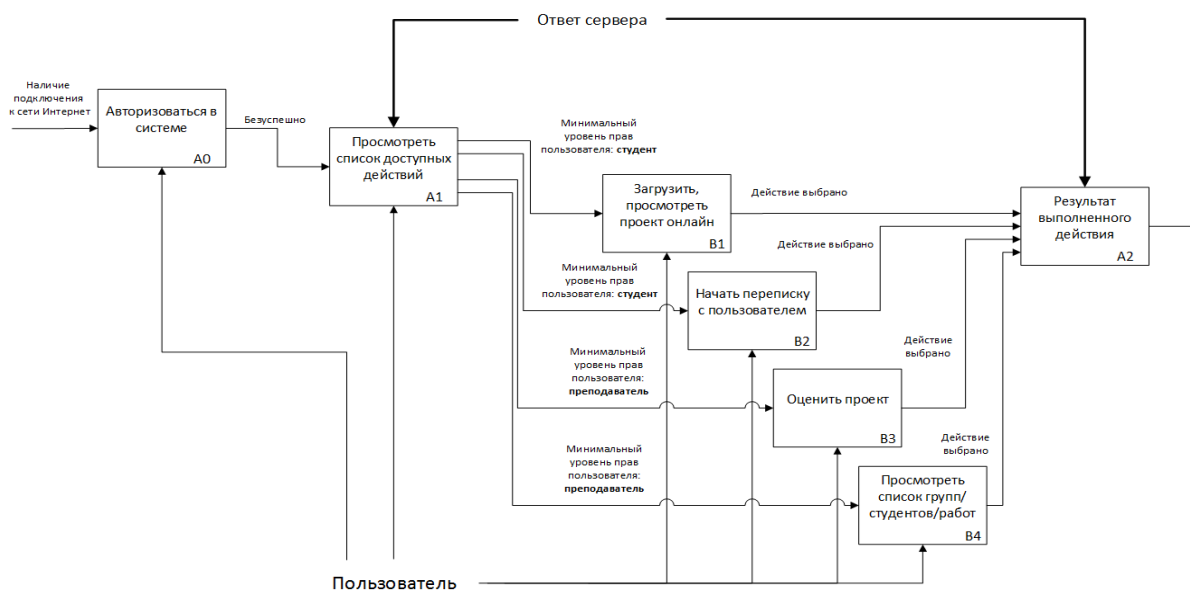 Ответ сервера
Наличие
подключения
к сети Интернет
Авторизоваться в
системе
A0
Безуспешно
Просмотреть
список доступных
действий
A1
Минимальный
уровень прав
пользователя: студент
Загрузить,
просмотреть
проект онлайн
B1
Действие выбрано
Результат
выполненного
действия
A2
Действие выбрано
Минимальный
уровень прав
пользователя: студент
Начать переписку
с пользователем
B2
Минимальный
уровень прав
пользователя:
преподаватель
Оценить проект
B3
Действие
выбрано
Минимальный
уровень прав
пользователя:
преподаватель
Просмотреть
список групп/
студентов/работ
B4
Действие
выбрано
Пользователь